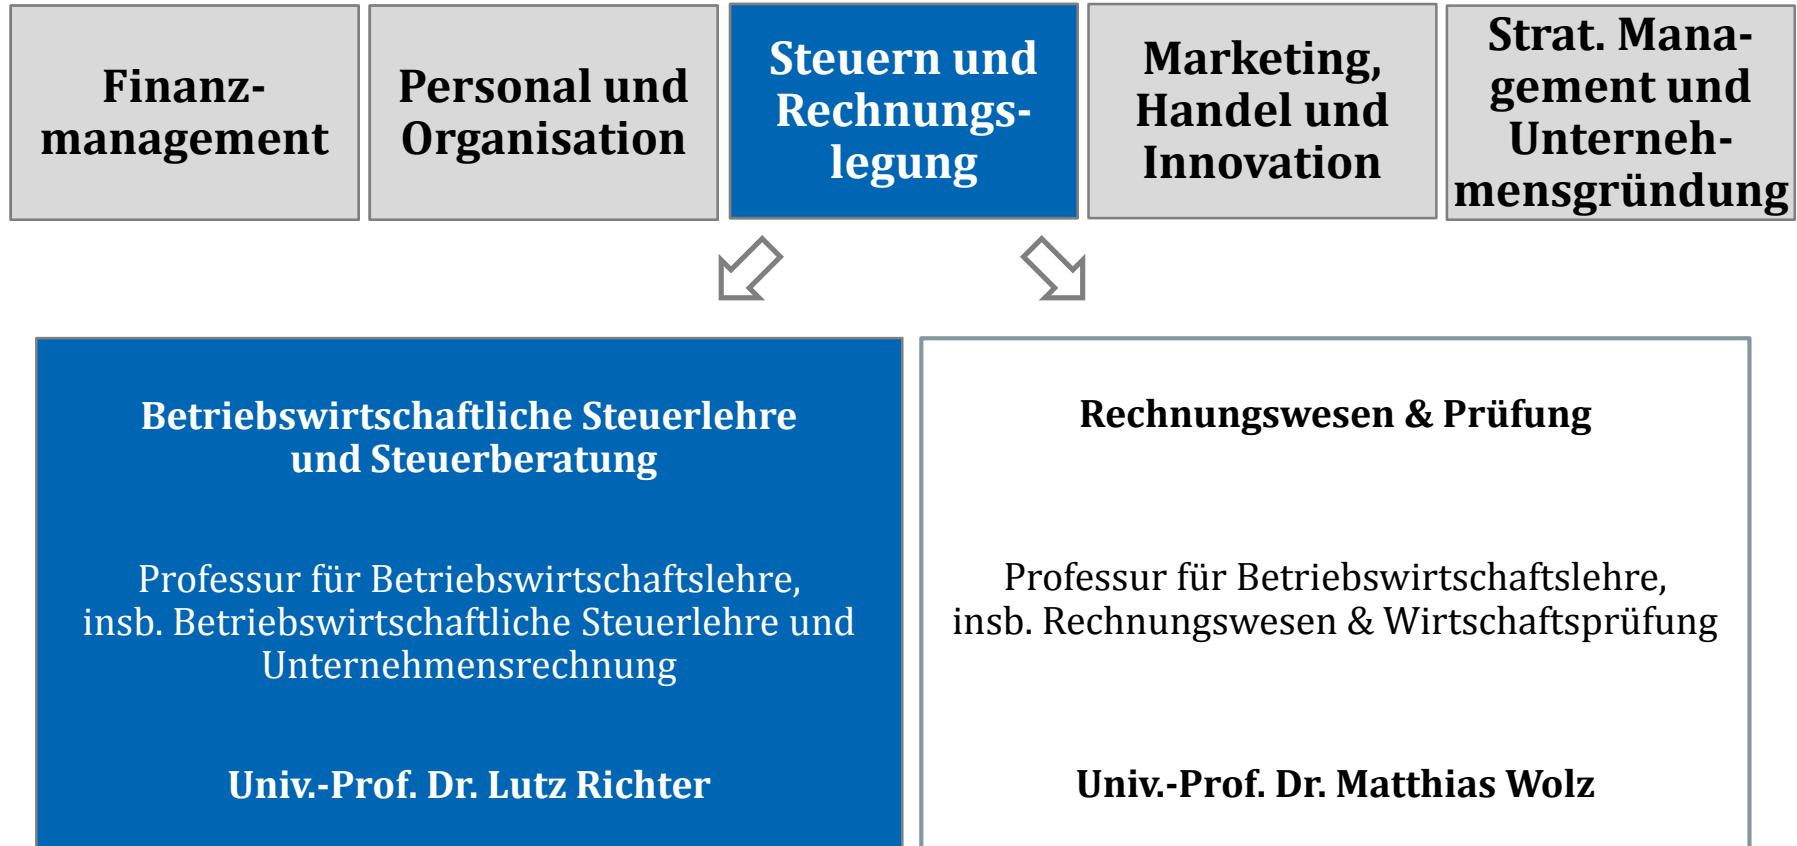 Finanz-
management
Personal und
Organisation
Steuern und
Rechnungs-
legung
Marketing,
Handel und
Innovation
Strat. Mana-
gement und
Unterneh-
mensgründung
Betriebswirtschaftliche Steuerlehre
und Steuerberatung
Professur für Betriebswirtschaftslehre,
insb. Betriebswirtschaftliche Steuerlehre und
Unternehmensrechnung
Univ.-Prof. Dr. Lutz Richter
Rechnungswesen & Prüfung
Professur für Betriebswirtschaftslehre,
insb. Rechnungswesen & Wirtschaftsprüfung
Univ.-Prof. Dr. Matthias Wolz